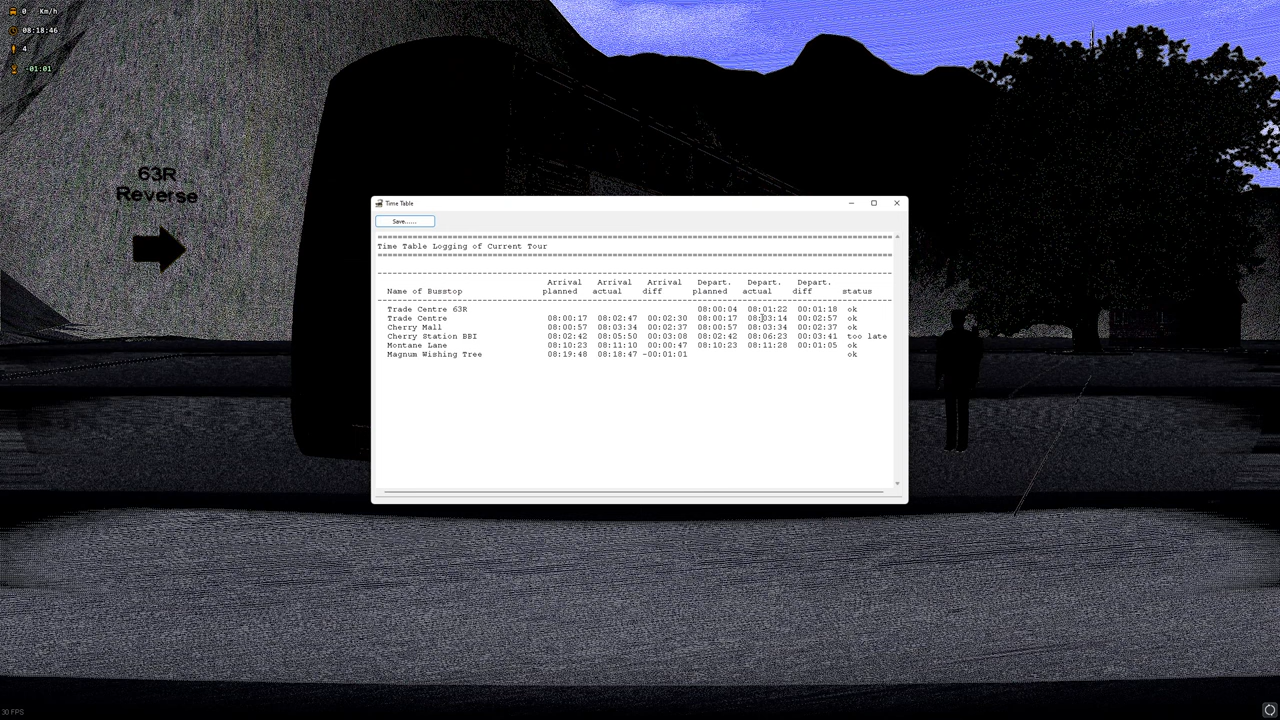 0 Km/h
08:18:46
4
-01:01
63R
Reverse
Time Table
Save......
Time Table Logging of Current Tour
Arrival Arrival Arrival Depart. Depart. Depart.
Name of Busstop planned actual diff planned actual diff status
Trade Centre 63R 08:00:04 08:01:22 00:01:18 ok
Trade Centre 08:00:17 08:02:47 00:02:30 08:00:17 08:03:14 00:02:57 ok
Cherry Mall 08:00:57 08:03:34 00:02:37 08:00:57 08:03:34 00:02:37 ok
Cherry Station BBI 08:02:42 08:05:50 00:03:08 08:02:42 08:06:23 00:03:41 too late
Montane Lane 08:10:23 08:11:10 00:00:47 08:10:23 08:11:28 00:01:05 ok
Magnum Wishing Tree 08:19:48 08:18:47 -00:01:01 ok
30 FPS